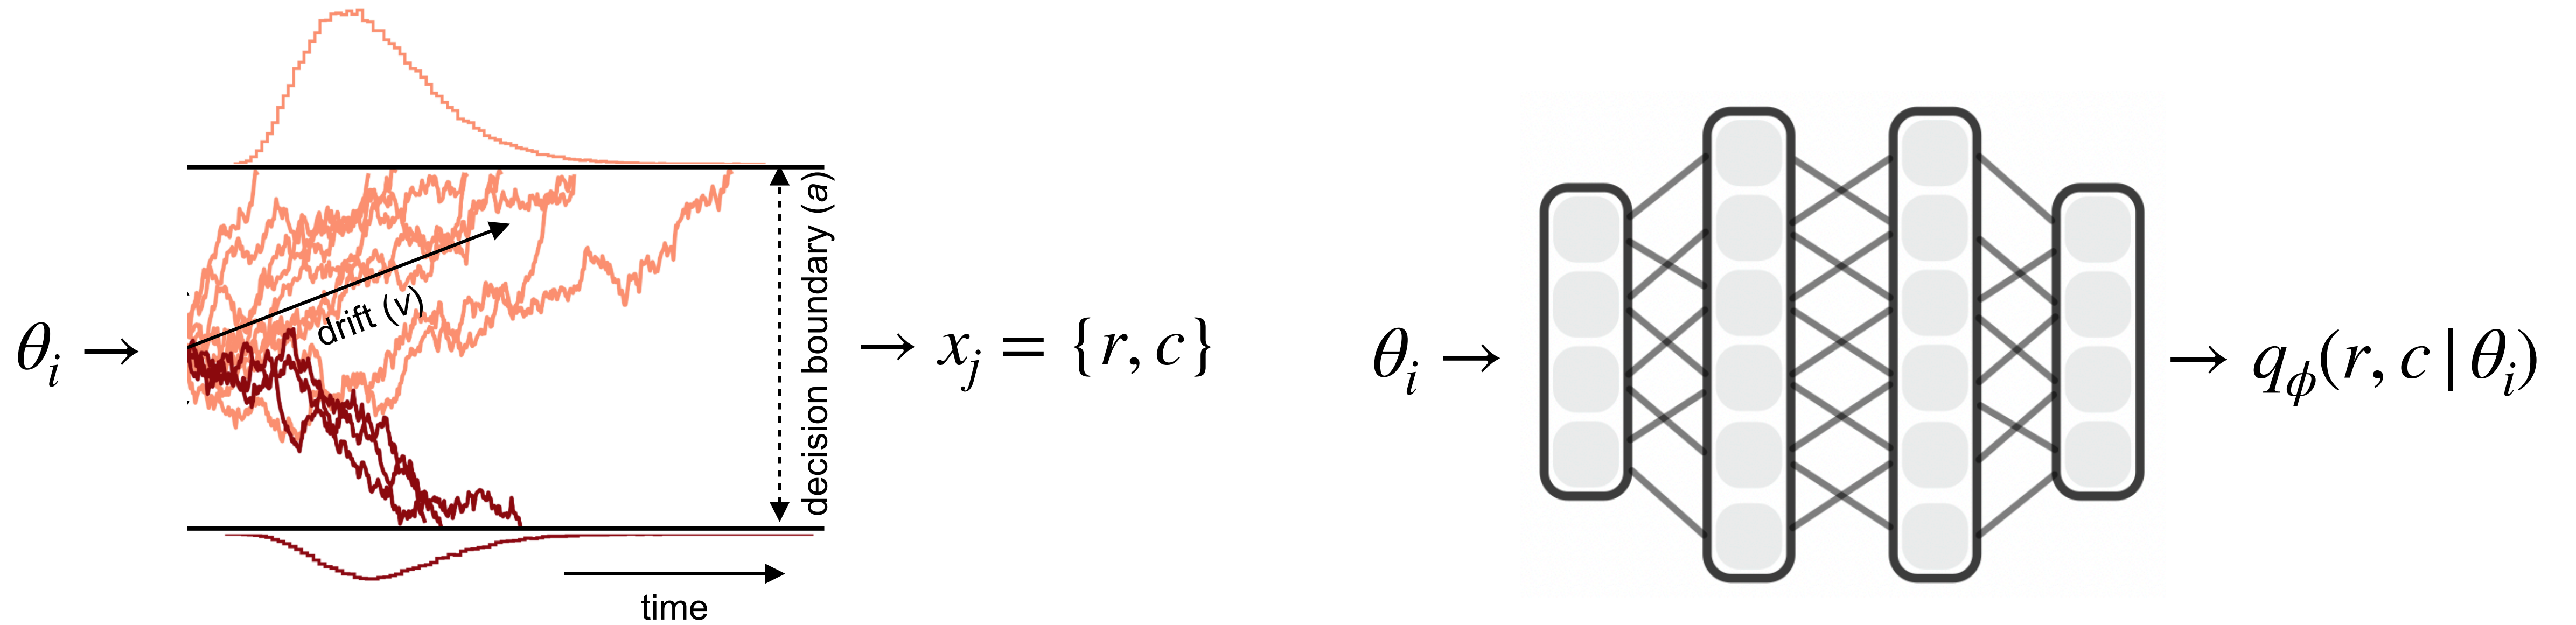 θᵢ →
drift (v)
decision boundary (a)
time
→ xⱼ = {r, c}
θᵢ →
→ q_ϕ(r, c | θᵢ)